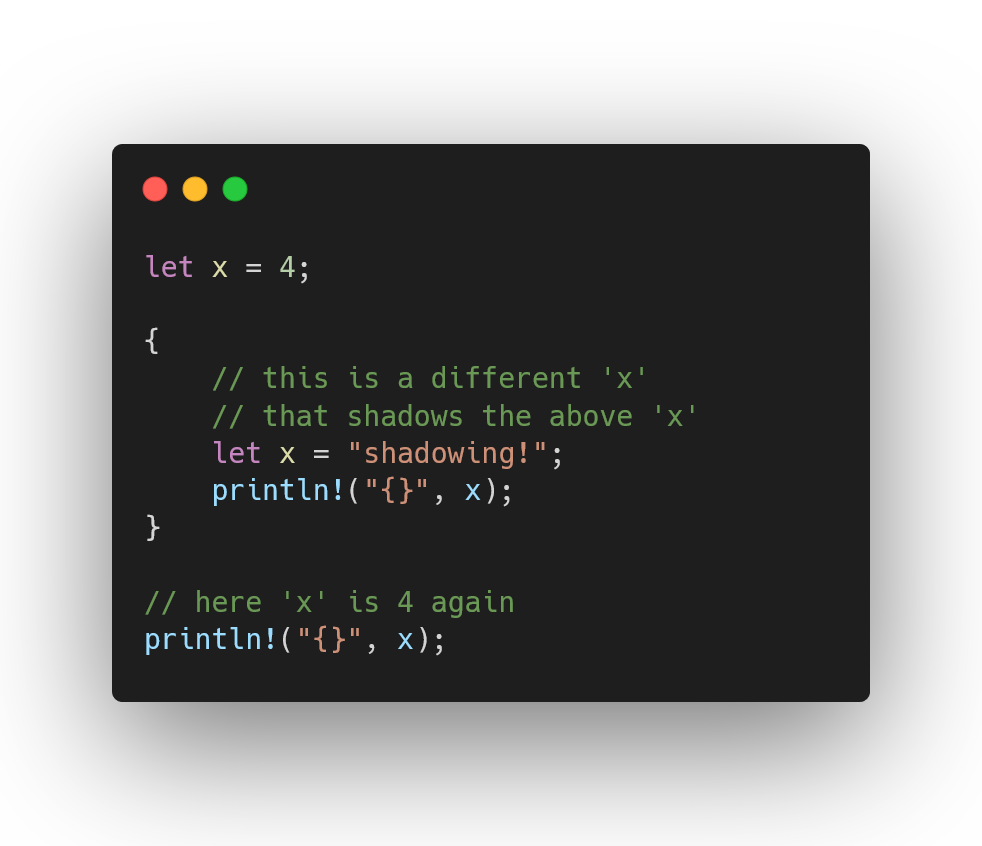 let x = 4;
{
    // this is a different 'x'
    // that shadows the above 'x'
    let x = "shadowing!";
    println!("{}", x);
}
// here 'x' is 4 again
println!("{}", x);